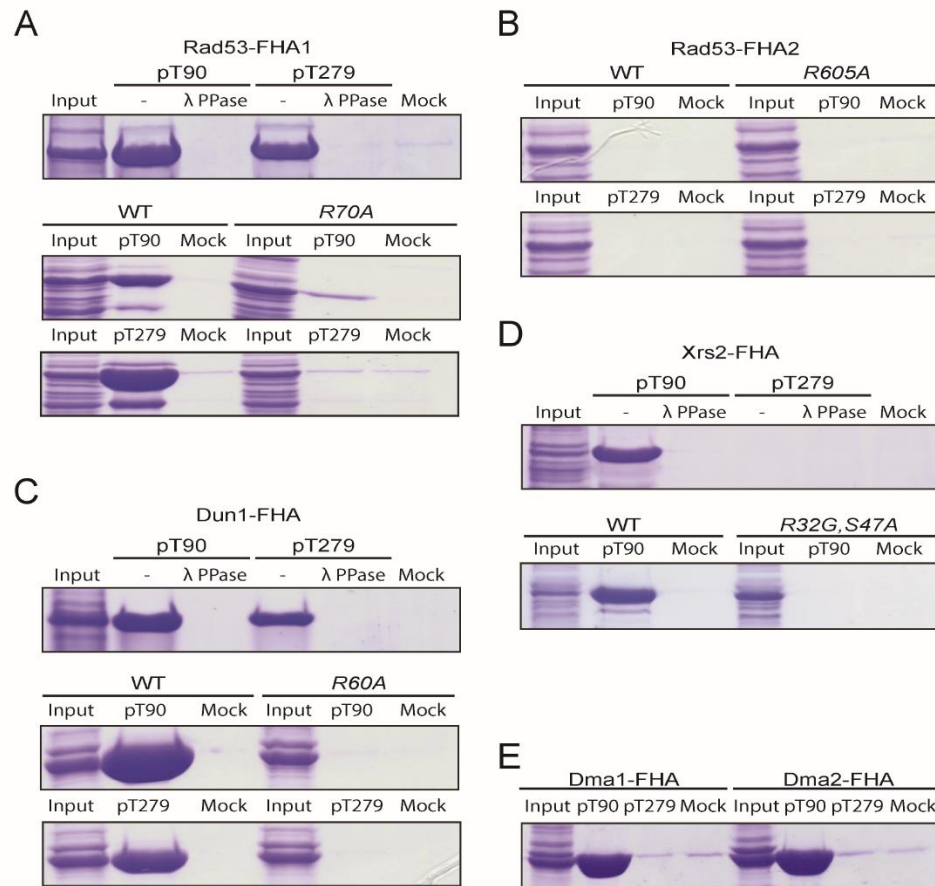 A
Rad53-FHA1
pT90 pT279
Input - λ PPase - λ PPase Mock
WT R70A
Input pT90 Mock Input pT90 Mock
pT279 Mock Input pT279 Mock
B
Rad53-FHA2
WT R605A
Input pT90 Mock Input pT90 Mock
Input pT279 Mock Input pT279 Mock
C
Dun1-FHA
pT90 pT279
Input - λ PPase - λ PPase Mock
WT R60A
Input pT90 Mock Input pT90 Mock
Input pT279 Mock Input pT279 Mock
D
Xrs2-FHA
pT90 pT279
Input - λ PPase - λ PPase Mock
WT R32G,S47A
Input pT90 Mock Input pT90 Mock
E
Dma1-FHA Dma2-FHA
Input pT90 pT279 Mock Input pT90 pT279 Mock